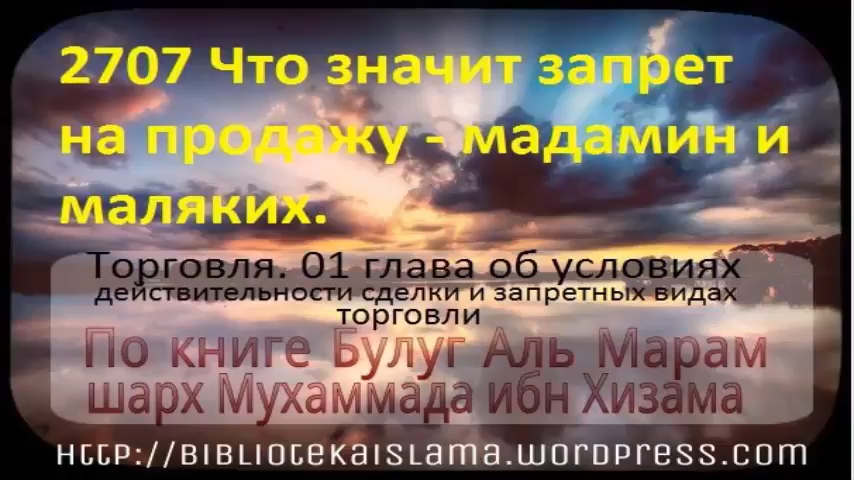 2707 Что значит запрет
на продажу - мадамин и
маляких.
Торговля. 01 глава об условиях
действительности сделки и запретных видах
торговли
По книге Булуг Аль Марам
шарх Мухаммада ибн Хизама
http://bibliotekaislama.wordpress.com